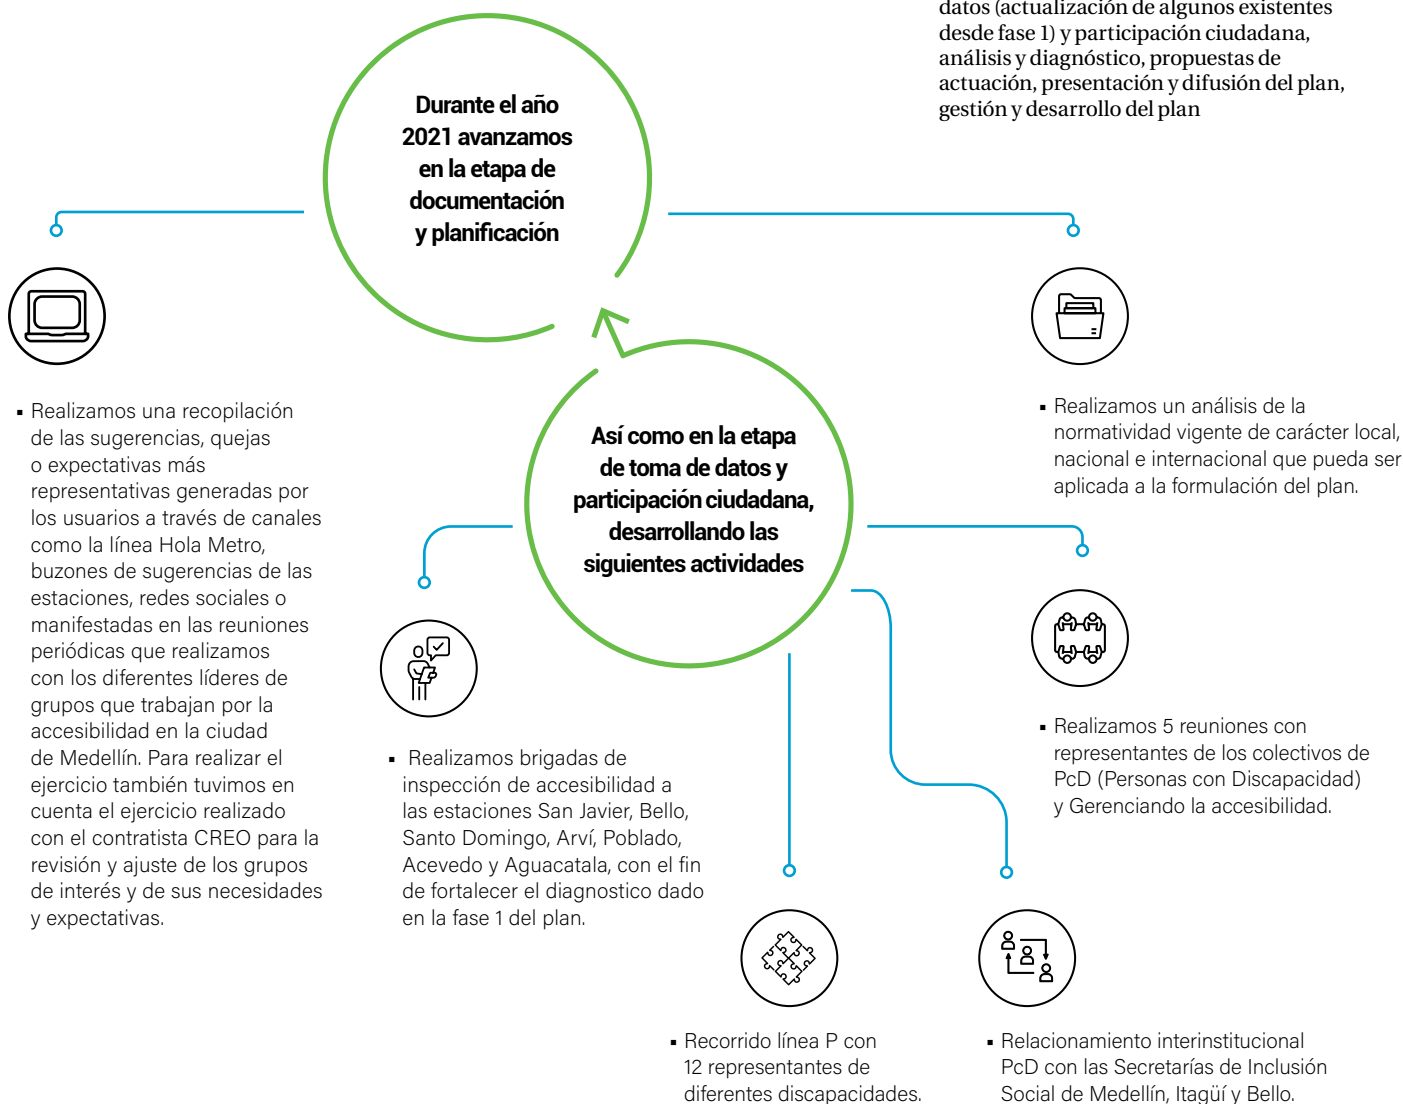 datos (actualización de algunos existentes
desde fase 1) y participación ciudadana,
análisis y diagnóstico, propuestas de
actuación, presentación y difusión del plan,
gestión y desarrollo del plan
Durante el año
2021 avanzamos
en la etapa de
documentación
y planificación
▪ Realizamos una recopilación
de las sugerencias, quejas
o expectativas más
representativas generadas por
los usuarios a través de canales
como la línea Hola Metro,
buzones de sugerencias de las
estaciones, redes sociales o
manifestadas en las reuniones
periódicas que realizamos
con los diferentes líderes de
grupos que trabajan por la
accesibilidad en la ciudad
de Medellín. Para realizar el
ejercicio también tuvimos en
cuenta el ejercicio realizado
con el contratista CREO para la
revisión y ajuste de los grupos
de interés y de sus necesidades
y expectativas.
▪ Realizamos un análisis de la
normatividad vigente de carácter local,
nacional e internacional que pueda ser
aplicada a la formulación del plan.
Así como en la etapa
de toma de datos y
participación ciudadana,
desarrollando las
siguientes actividades
▪ Realizamos brigadas de
inspección de accesibilidad a
las estaciones San Javier, Bello,
Santo Domingo, Arví, Poblado,
Acevedo y Aguacatala, con el fin
de fortalecer el diagnostico dado
en la fase 1 del plan.
▪ Realizamos 5 reuniones con
representantes de los colectivos de
PcD (Personas con Discapacidad)
y Gerenciando la accesibilidad.
▪ Recorrido línea P con
12 representantes de
diferentes discapacidades.
▪ Relacionamiento interinstitucional
PcD con las Secretarías de Inclusión
Social de Medellín, Itagüí y Bello.